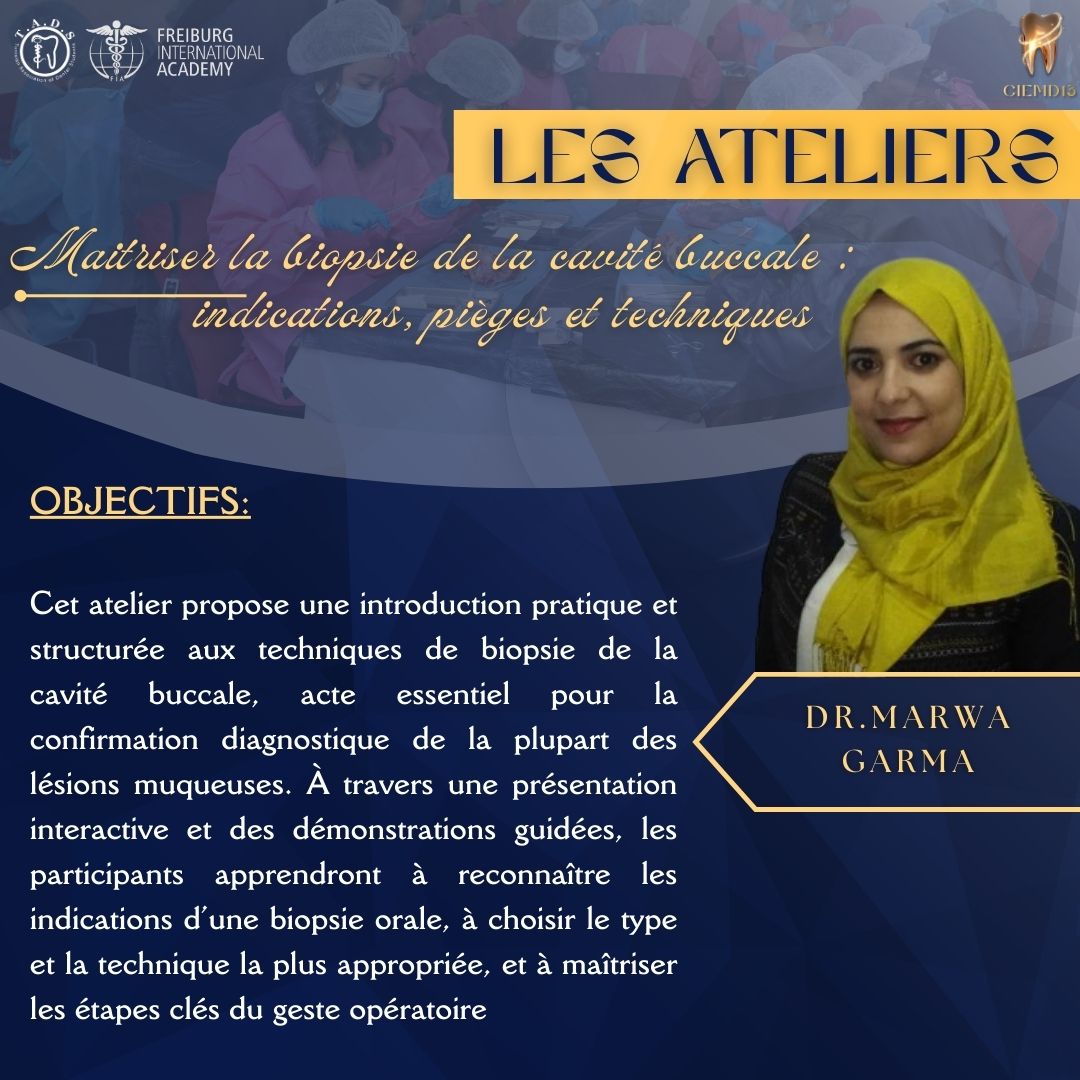 T.A.D.S
FREIBURG
INTERNATIONAL
ACADEMY
FIA
CIEMD15
LES ATELIERS
Maitriser la biopsie de la cavité buccale :
indications, pièges et techniques
OBJECTIFS:
Cet atelier propose une introduction pratique et
structurée aux techniques de biopsie de la
cavité buccale, acte essentiel pour la
confirmation diagnostique de la plupart des
lésions muqueuses. À travers une présentation
interactive et des démonstrations guidées, les
participants apprendront à reconnaître les
indications d’une biopsie orale, à choisir le type
et la technique la plus appropriée, et à maîtriser
les étapes clés du geste opératoire
DR.MARWA
GARMA